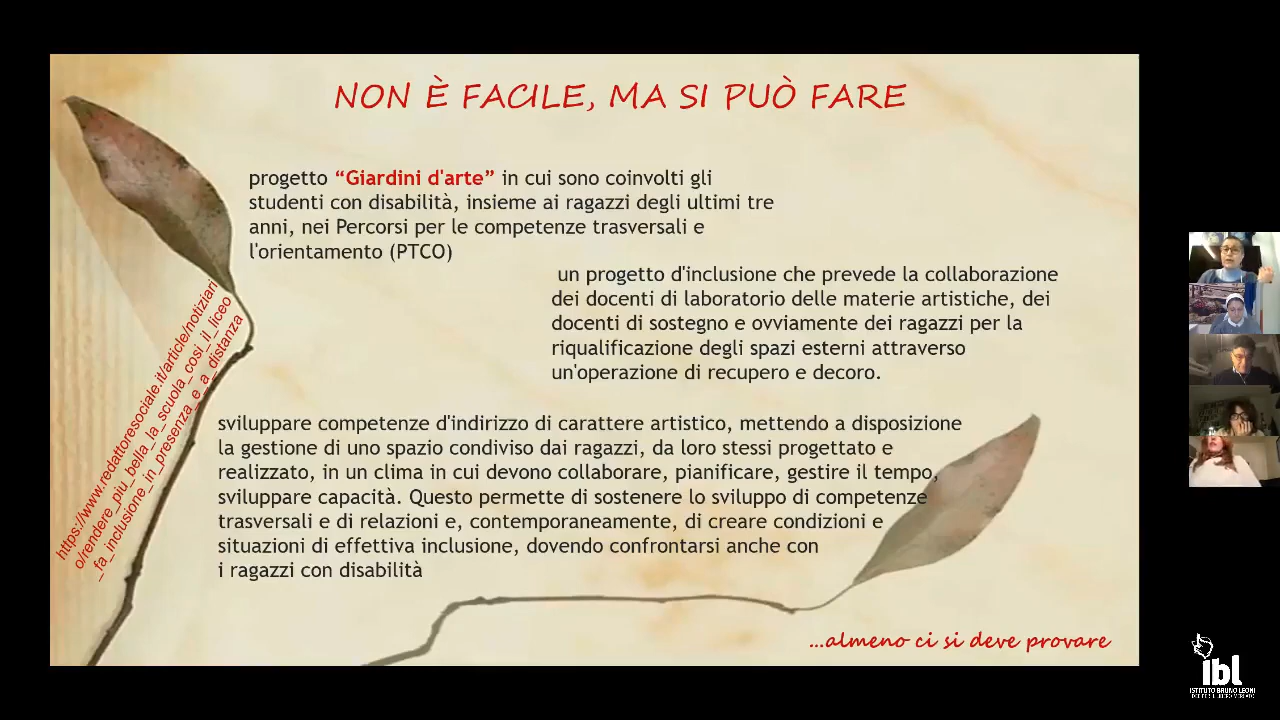 NON È FACILE, MA SI PUÒ FARE
progetto “Giardini d'arte” in cui sono coinvolti gli
studenti con disabilità, insieme ai ragazzi degli ultimi tre
anni, nei Percorsi per le competenze trasversali e
l'orientamento (PTCO)
un progetto d'inclusione che prevede la collaborazione
dei docenti di laboratorio delle materie artistiche, dei
docenti di sostegno e ovviamente dei ragazzi per la
riqualificazione degli spazi esterni attraverso
un'operazione di recupero e decoro.
https://www.redattoresociale.it/article/notiziari
o/rendere_piu_bella_la_scuola_cosi_il_liceo
_fa_inclusione_in_presenza_e_a_distanza
sviluppare competenze d'indirizzo di carattere artistico, mettendo a disposizione
la gestione di uno spazio condiviso dai ragazzi, da loro stessi progettato e
realizzato, in un clima in cui devono collaborare, pianificare, gestire il tempo,
sviluppare capacità. Questo permette di sostenere lo sviluppo di competenze
trasversali e di relazioni e, contemporaneamente, di creare condizioni e
situazioni di effettiva inclusione, dovendo confrontarsi anche con
i ragazzi con disabilità
...almeno ci si deve provare
ibl
ISTITUTO BRUNO LEONI